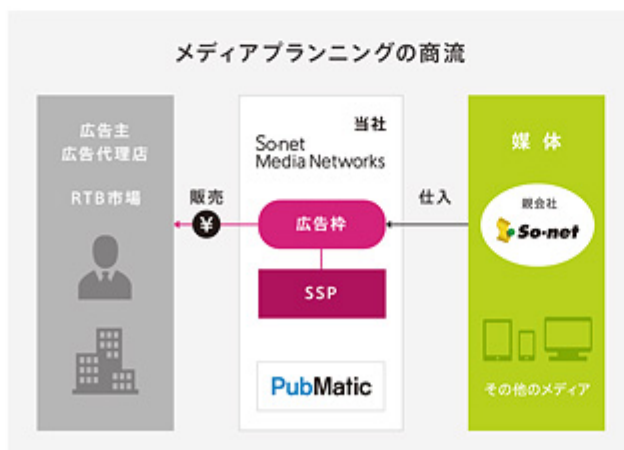 メディアプランニングの商流
広告主
広告代理店
RTB市場
販売
¥
当社
So-net
Media Networks
広告枠
SSP
PubMatic
仕入
媒体
親会社
So-net
その他のメディア